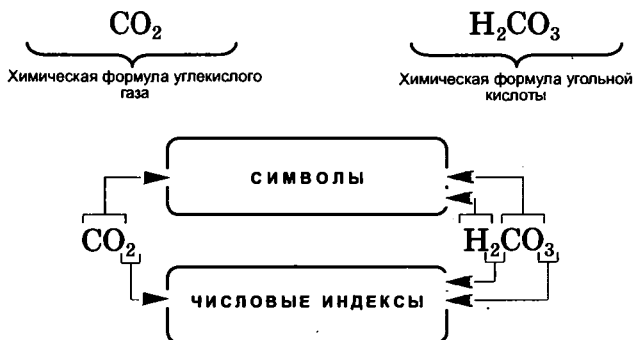 CO₂
H₂CO₃
Химическая формула углекислого
газа
Химическая формула угольной
кислоты
СИМВОЛЫ
CO₂
H₂CO₃
ЧИСЛОВЫЕ ИНДЕКСЫ